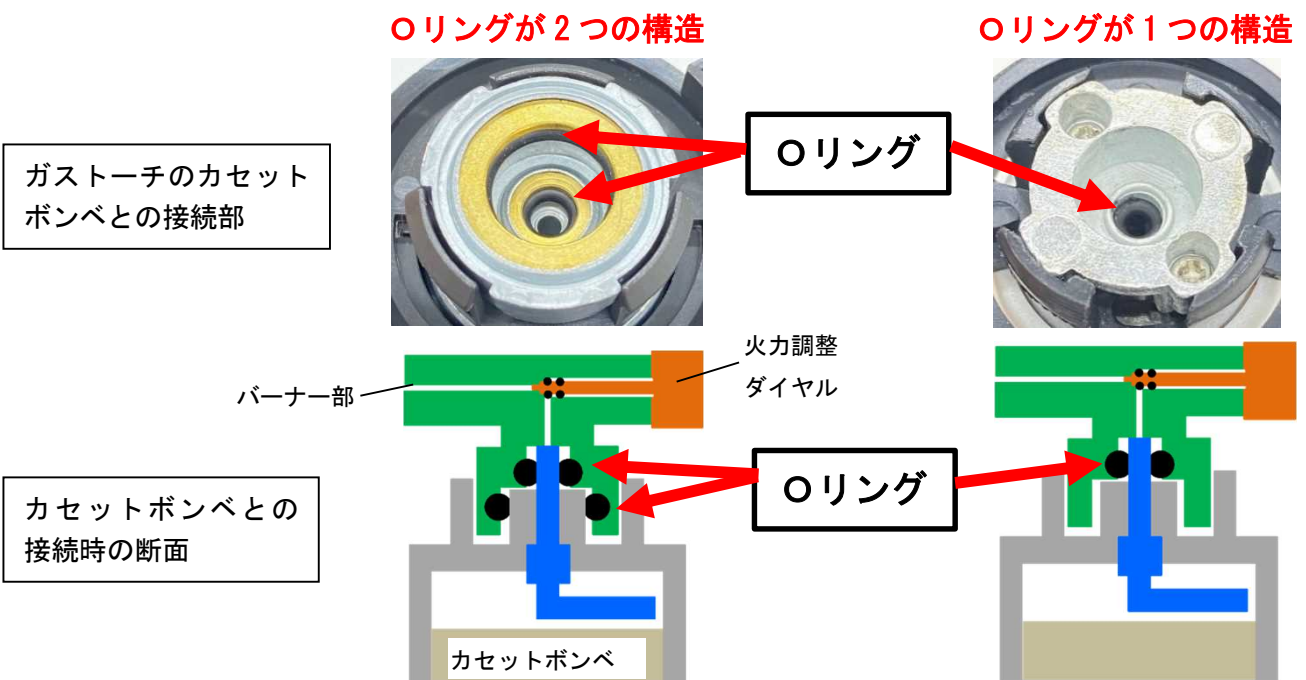 Oリングが2つの構造
Oリングが1つの構造
ガストーチのカセット
ボンベとの接続部
Oリング
バーナー部
火力調整
ダイヤル
カセットボンベとの
接続時の断面
Oリング
カセットボンベ